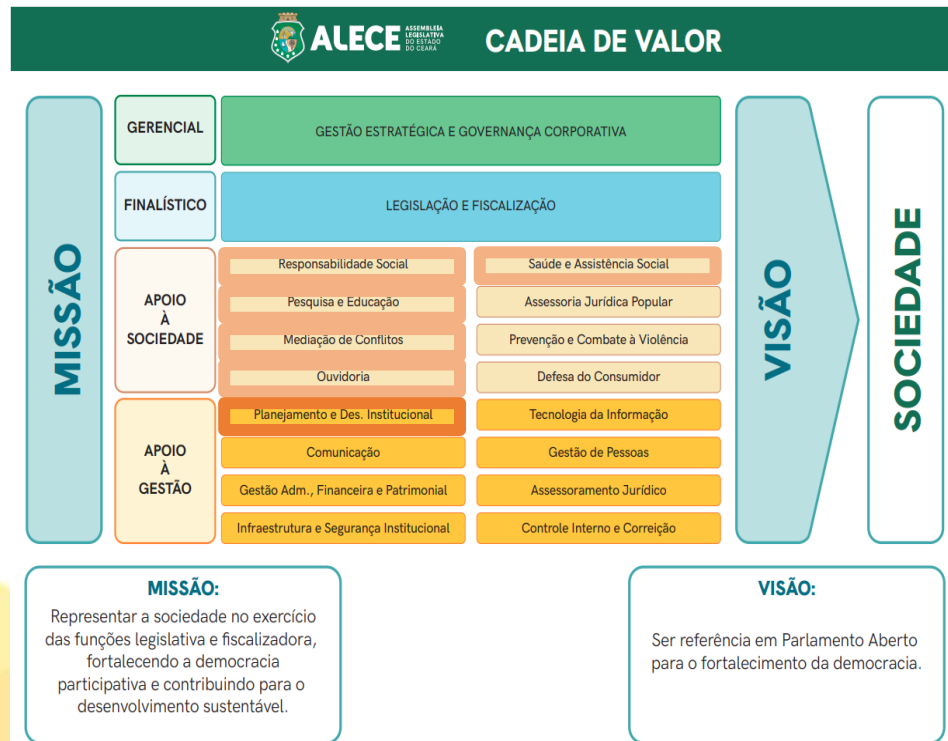 ALECE
ASSEMBLEIA
LEGISLATIVA
DO ESTADO
DO CEARÁ
CADEIA DE VALOR
MISSÃO
GERENCIAL
GESTÃO ESTRATÉGICA E GOVERNANÇA CORPORATIVA
FINALÍSTICO
LEGISLAÇÃO E FISCALIZAÇÃO
APOIO
À
SOCIEDADE
Responsabilidade Social
Saúde e Assistência Social
Pesquisa e Educação
Assessoria Jurídica Popular
Mediação de Conflitos
Prevenção e Combate à Violência
Ouvidoria
Defesa do Consumidor
APOIO
À
GESTÃO
Planejamento e Des. Institucional
Tecnologia da Informação
Comunicação
Gestão de Pessoas
Gestão Adm., Financeira e Patrimonial
Assessoramento Jurídico
Infraestrutura e Segurança Institucional
Controle Interno e Correição
VISÃO
SOCIEDADE
MISSÃO:
Representar a sociedade no exercício
das funções legislativa e fiscalizadora,
fortalecendo a democracia
participativa e contribuindo para o
desenvolvimento sustentável.
VISÃO:
Ser referência em Parlamento Aberto
para o fortalecimento da democracia.